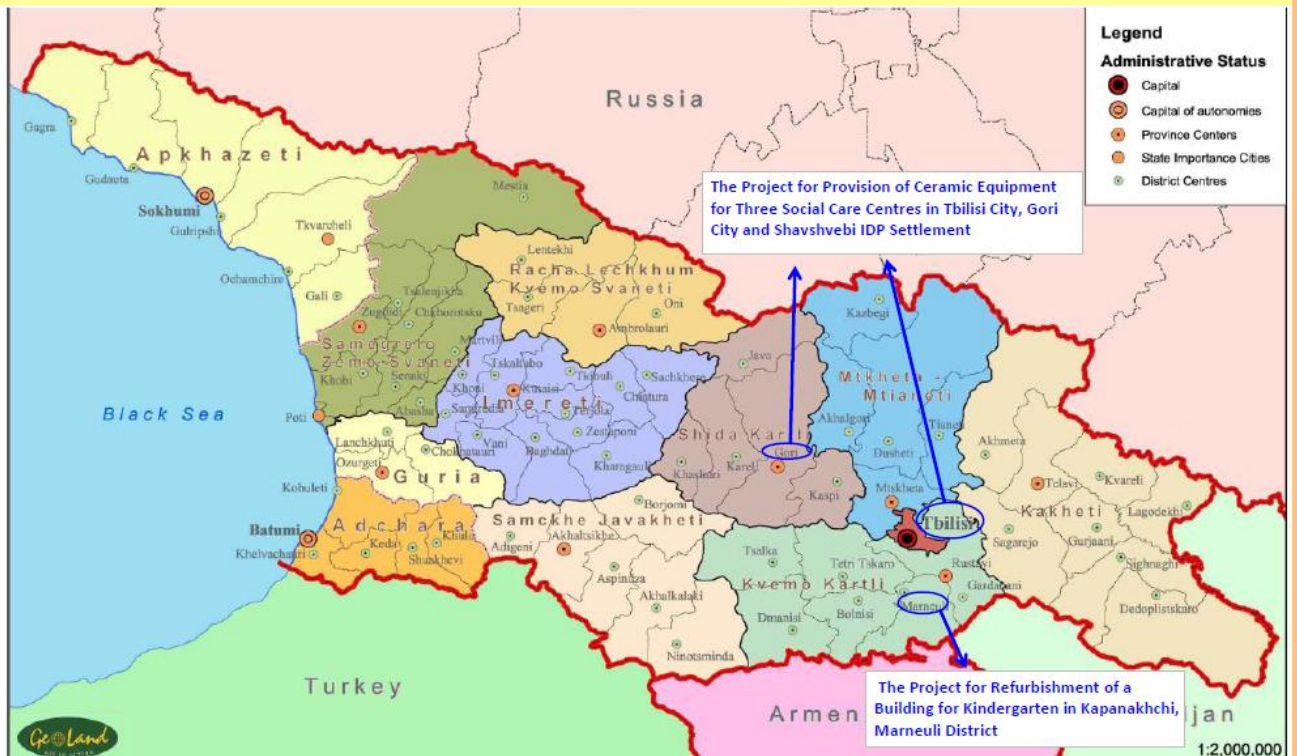 Legend
Administrative Status
Capital
Capital of autonomies
Province Centers
State Importance Cities
District Centres
Russia
Gagra
Apkhazeti
Gudauta
Sokhumi
Gulripshi
Tkvarcheli
Ochamchire
Gali
Mestia
The Project for Provision of Ceramic Equipment
for Three Social Care Centres in Tbilisi City, Gori
City and Shavshvebi IDP Settlement
Lentekhi
Racha Lechkhum
Kvemo Svaneti
Tsageri
Oni
Ambrolauri
Kazbegi
Tsalenjikha
Zugdidi
Chkhorotsku
Samegrelo
Zemo Svaneti
Martvili
Khobi
Senaki
Abasha
Poti
Black Sea
Tskaltubo
Khoni
Kutaisi
Tkibuli
Sachkhere
Chiatura
Imereti
Samtredia
Terjola
Vani
Zestaponi
Baghdati
Kharagauli
Java
Shida Kartli
Gori
Khashuri
Kareli
Kaspi
Mtkheta -
Mtianeti
Akhalgori
Tianeti
Dusheti
Mtskheta
Tbilisi
Akhmeta
Telavi
Kvareli
Lagodekhi
Kakheti
Sagarejo
Gurjaani
Sighnaghi
Dedoplistskaro
Lanchkhuti
Chokhatauri
Ozurgeti
Guria
Kobuleti
Batumi
Adchara
Khelvachauri
Keda
Khulo
Shuakhevi
Borjomi
Samckhe Javakheti
Adigeni
Akhaltsikhe
Aspindza
Akhalkalaki
Ninotsminda
Tsalka
Tetri Tskaro
Rustavi
Kvemo Kartli
Gardabani
Marneuli
Dmanisi
Bolnisi
Turkey
The Project for Refurbishment of a
Building for Kindergarten in Kapanakhchi,
Marneuli District
Armen
ijan
GeoLand
1:2,000,000